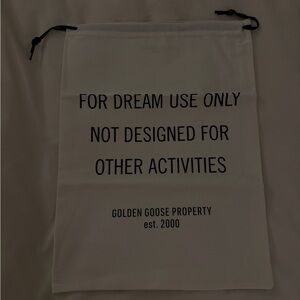 FOR DREAM USE ONLY
NOT DESIGNED FOR
OTHER ACTIVITIES
GOLDEN GOOSE PROPERTY
est. 2000